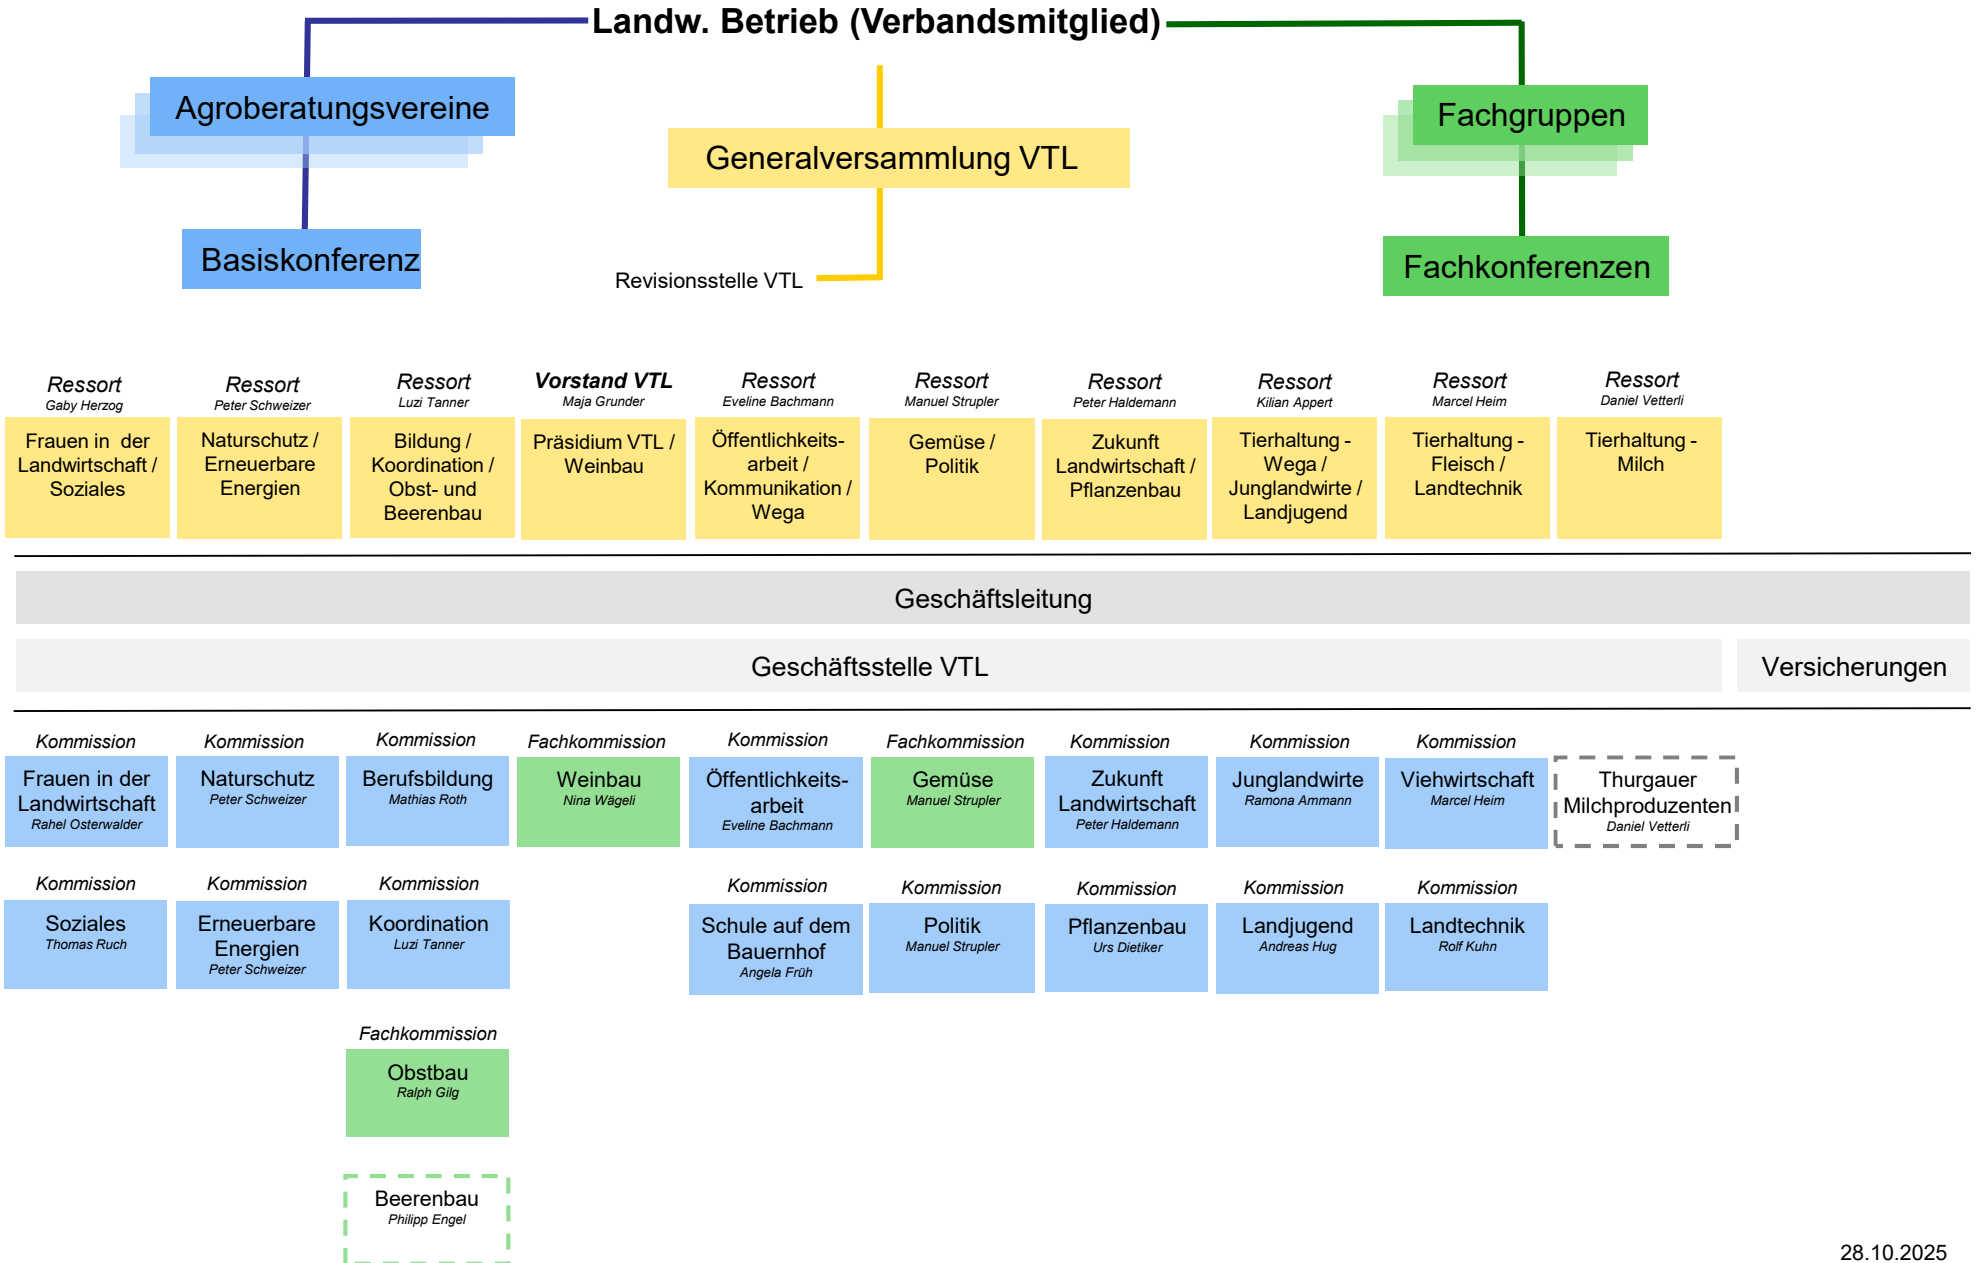 Landw. Betrieb (Verbandsmitglied)
Agroberatungsvereine
Generalversammlung VTL
Fachgruppen
Basiskonferenz
Revisionsstelle VTL
Fachkonferenzen
Ressort
Gaby Herzog
Frauen in der
Landwirtschaft /
Soziales
Ressort
Peter Schweizer
Naturschutz /
Erneuerbare
Energien
Ressort
Luzi Tanner
Bildung /
Koordination /
Obst- und
Beerenbau
Vorstand VTL
Maja Grunder
Präsidium VTL /
Weinbau
Ressort
Eveline Bachmann
Öffentlichkeits-
arbeit /
Kommunikation /
Wega
Ressort
Manuel Strupler
Gemüse /
Politik
Ressort
Peter Haldemann
Zukunft
Landwirtschaft /
Pflanzenbau
Ressort
Kilian Appert
Tierhaltung -
Wega /
Junglandwirte /
Landjugend
Ressort
Marcel Heim
Tierhaltung -
Fleisch /
Landtechnik
Ressort
Daniel Vetterli
Tierhaltung -
Milch
Geschäftsleitung
Geschäftsstelle VTL
Versicherungen
Kommission
Frauen in der
Landwirtschaft
Rahel Osterwalder
Kommission
Naturschutz
Peter Schweizer
Kommission
Berufsbildung
Mathias Roth
Fachkommission
Weinbau
Nina Wägeli
Kommission
Öffentlichkeits-
arbeit
Eveline Bachmann
Fachkommission
Gemüse
Manuel Strupler
Kommission
Zukunft
Landwirtschaft
Peter Haldemann
Kommission
Junglandwirte
Ramona Ammann
Kommission
Viehwirtschaft
Marcel Heim
Thurgauer
Milchproduzenten
Daniel Vetterli
Kommission
Soziales
Thomas Ruch
Kommission
Erneuerbare
Energien
Peter Schweizer
Kommission
Koordination
Luzi Tanner
Kommission
Schule auf dem
Bauernhof
Angela Früh
Kommission
Politik
Manuel Strupler
Kommission
Pflanzenbau
Urs Dietiker
Kommission
Landjugend
Andreas Hug
Kommission
Landtechnik
Rolf Kuhn
Fachkommission
Obstbau
Ralph Gilg
Beerenbau
Philipp Engel
28.10.2025